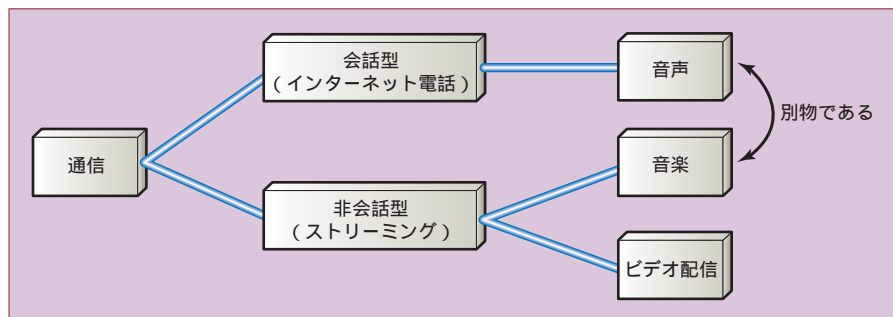 通信
会話型
（インターネット電話）
非会話型
（ストリーミング）
音声
音楽
ビデオ配信
別物である